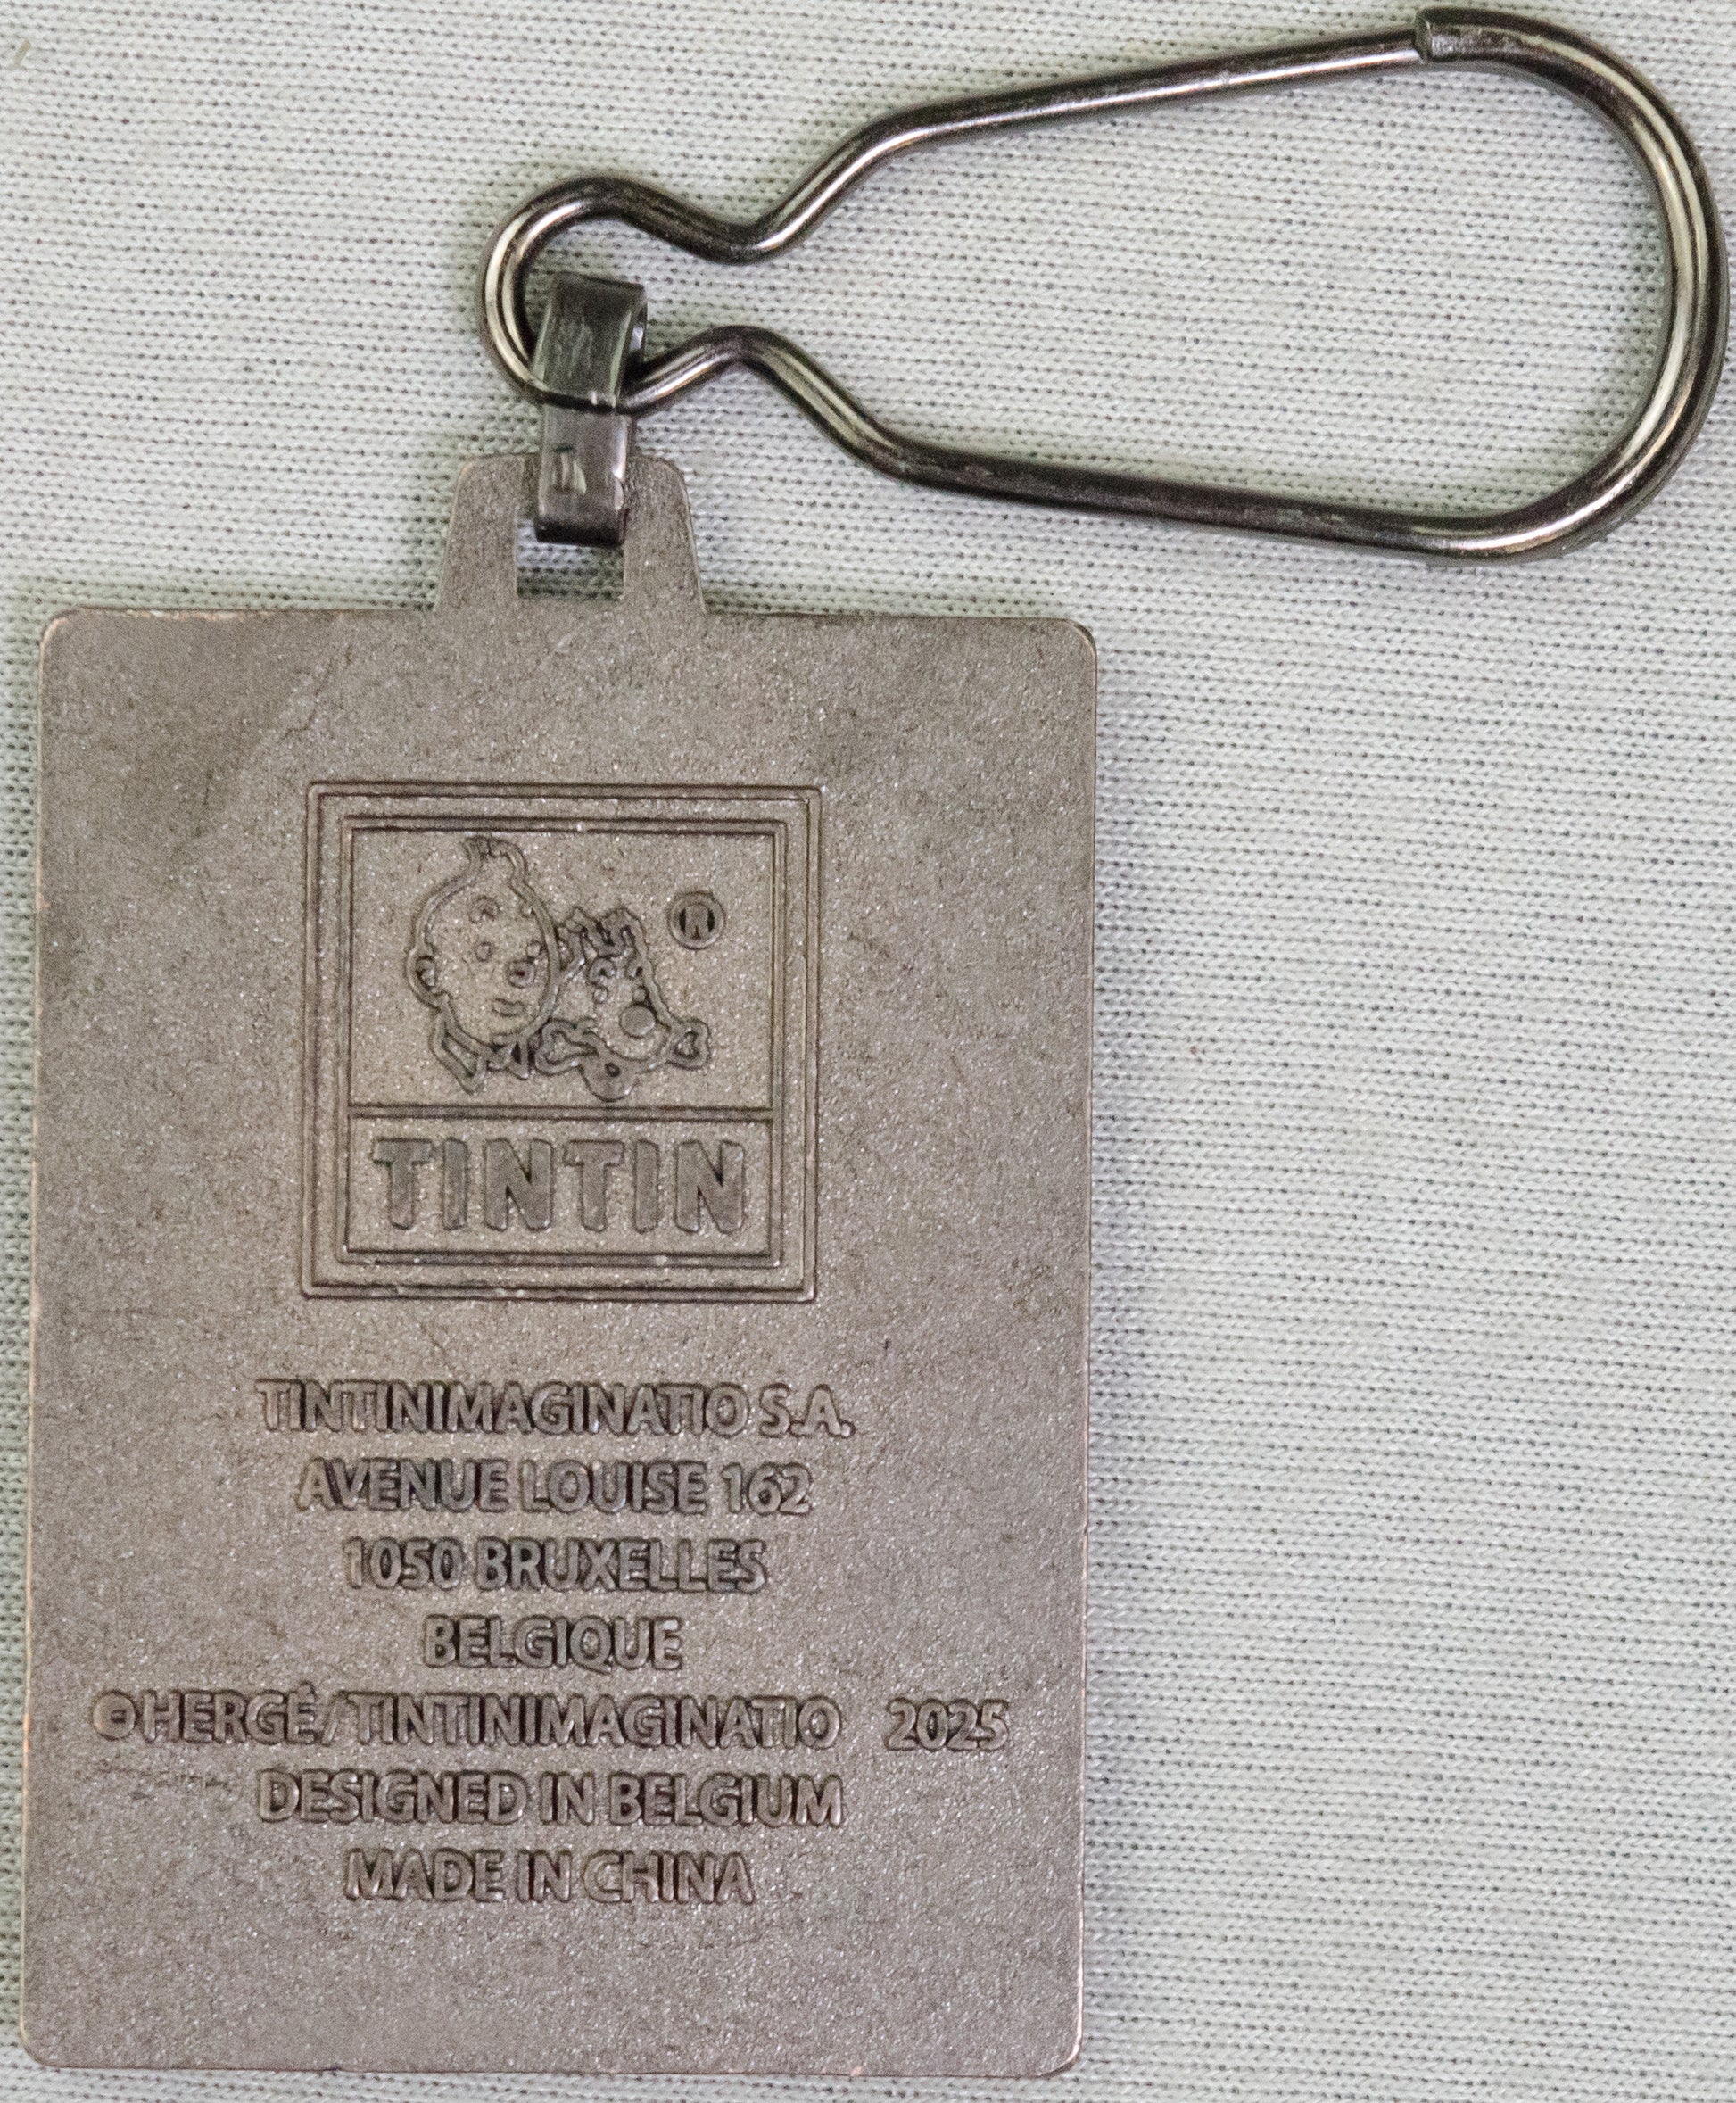 ®
TINTIN
TINTINIMAGINATIO S.A.
AVENUE LOUISE 162
1050 BRUXELLES
BELGIQUE
©HERGÉ/TINTINIMAGINATIO 2025
DESIGNED IN BELGIUM
MADE IN CHINA